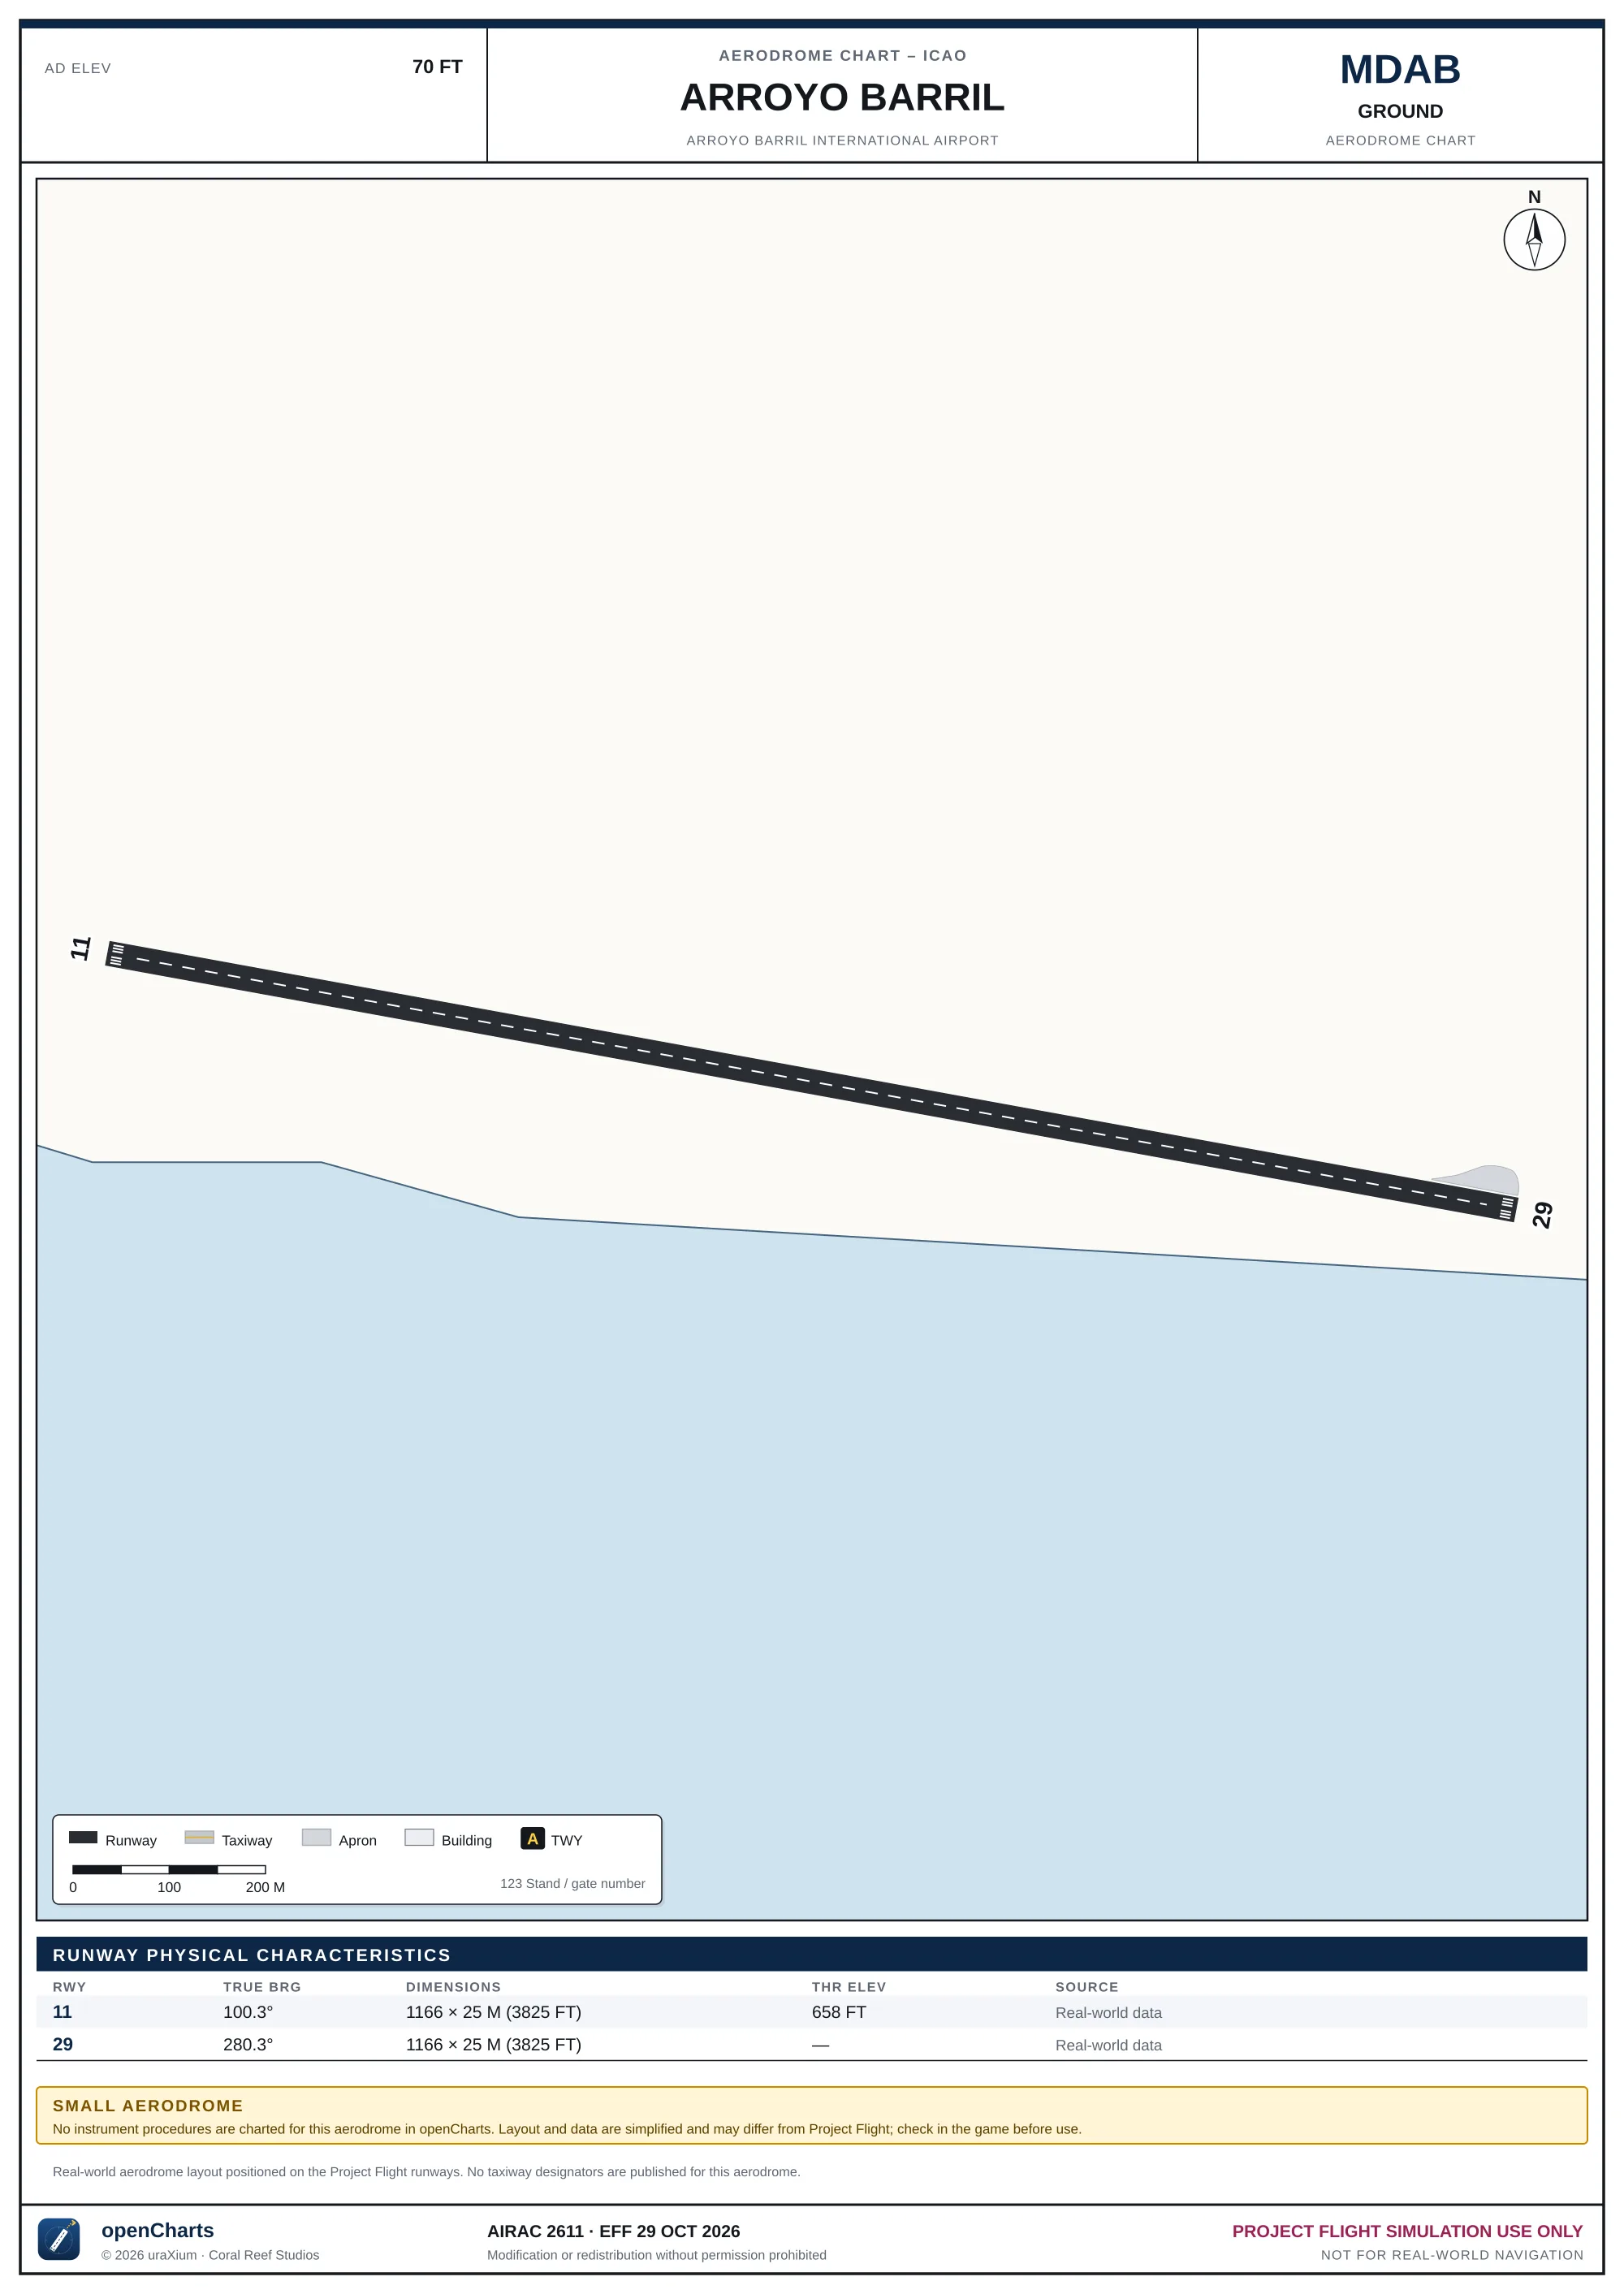 AD ELEV 70 FT
AERODROME CHART – ICAO
ARROYO BARRIL
ARROYO BARRIL INTERNATIONAL AIRPORT
MDAB
GROUND
AERODROME CHART
N
11
29
Runway Taxiway Apron Building A TWY
0 100 200 M
123 Stand / gate number
RUNWAY PHYSICAL CHARACTERISTICS
RWY TRUE BRG DIMENSIONS THR ELEV SOURCE
11 100.3° 1166 × 25 M (3825 FT) 658 FT Real-world data
29 280.3° 1166 × 25 M (3825 FT) — Real-world data
SMALL AERODROME
No instrument procedures are charted for this aerodrome in openCharts. Layout and data are simplified and may differ from Project Flight; check in the game before use.
Real-world aerodrome layout positioned on the Project Flight runways. No taxiway designators are published for this aerodrome.
openCharts
© 2026 uraXium · Coral Reef Studios
AIRAC 2611 · EFF 29 OCT 2026
Modification or redistribution without permission prohibited
PROJECT FLIGHT SIMULATION USE ONLY
NOT FOR REAL-WORLD NAVIGATION